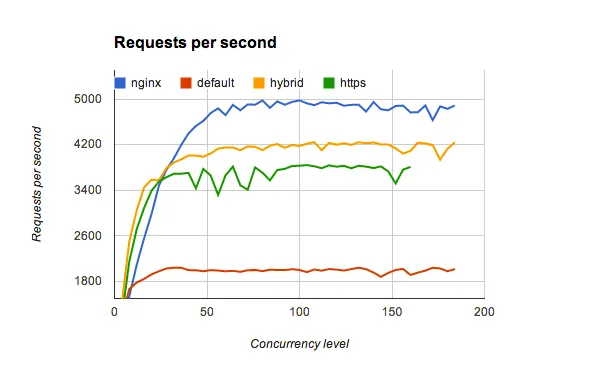 Requests per second
nginx default hybrid https
5000
4200
3400
2600
1800
Requests per second
0 50 100 150 200
Concurrency level